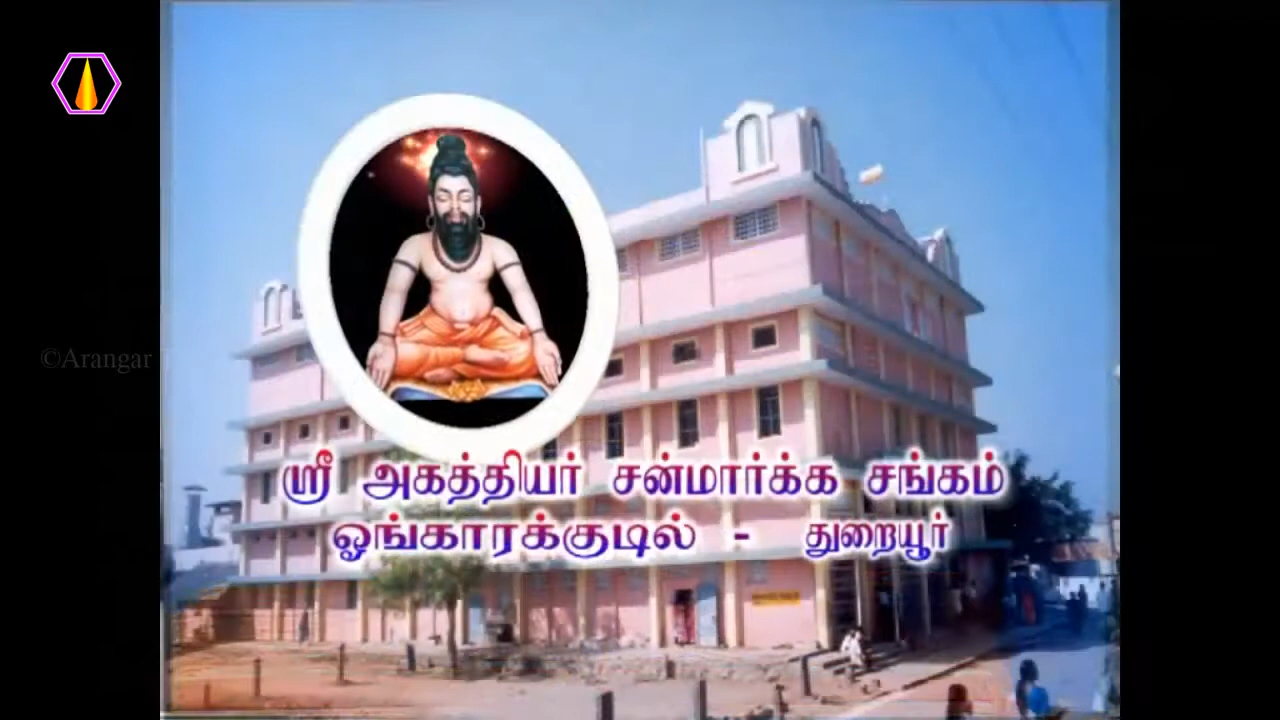 ஸ்ரீ அகத்தியர் சன்மார்க்க சங்கம்
ஓங்காரக்குடில் - துறையூர்
©Arangar